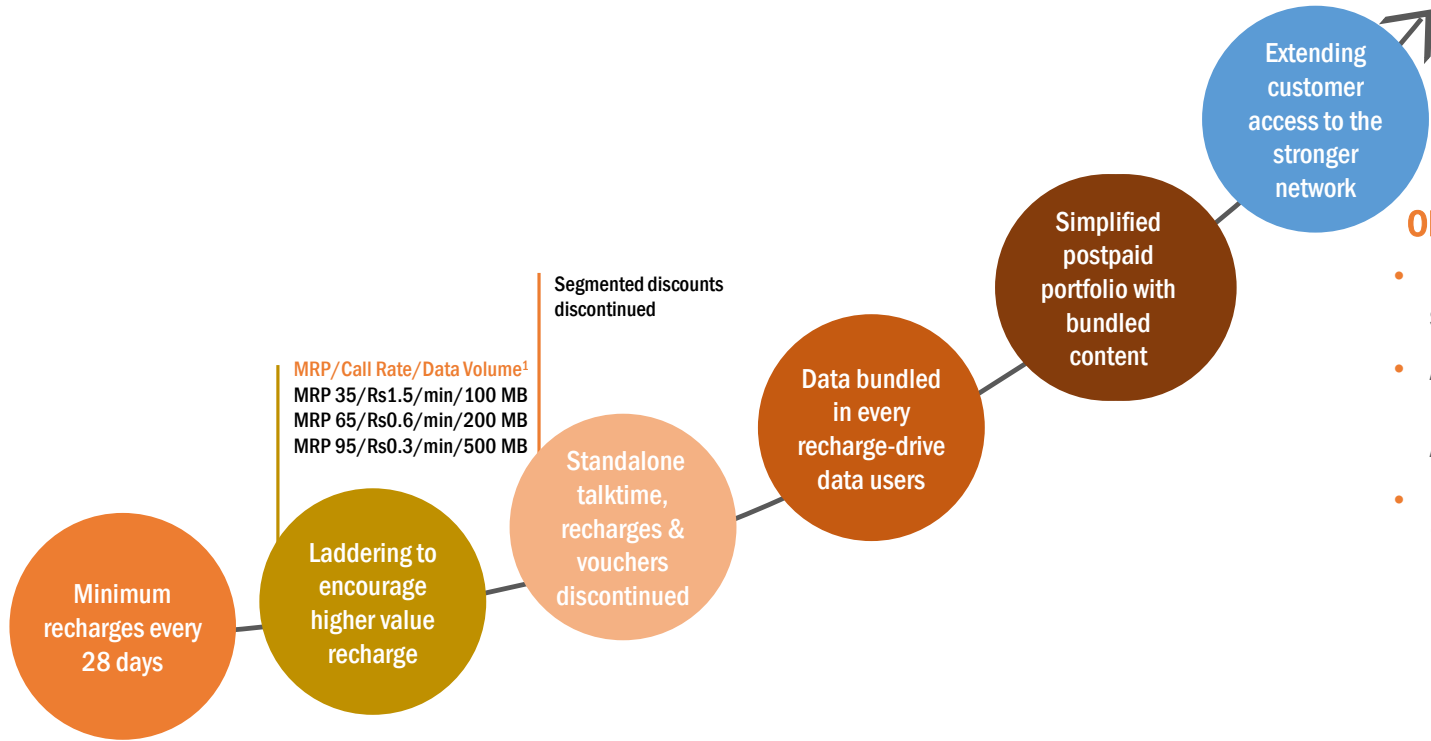 Minimum
recharges every
28 days
MRP/Call Rate/Data Volume1
MRP 35/Rs1.5/min/100 MB
MRP 65/Rs0.6/min/200 MB
MRP 95/Rs0.3/min/500 MB
Laddering to
encourage
higher value
recharge
Segmented discounts
discontinued
Standalone
talktime,
recharges &
vouchers
discontinued
Data bundled
in every
recharge-drive
data users
Simplified
postpaid
portfolio with
bundled
content
Extending
customer
access to the
stronger
network